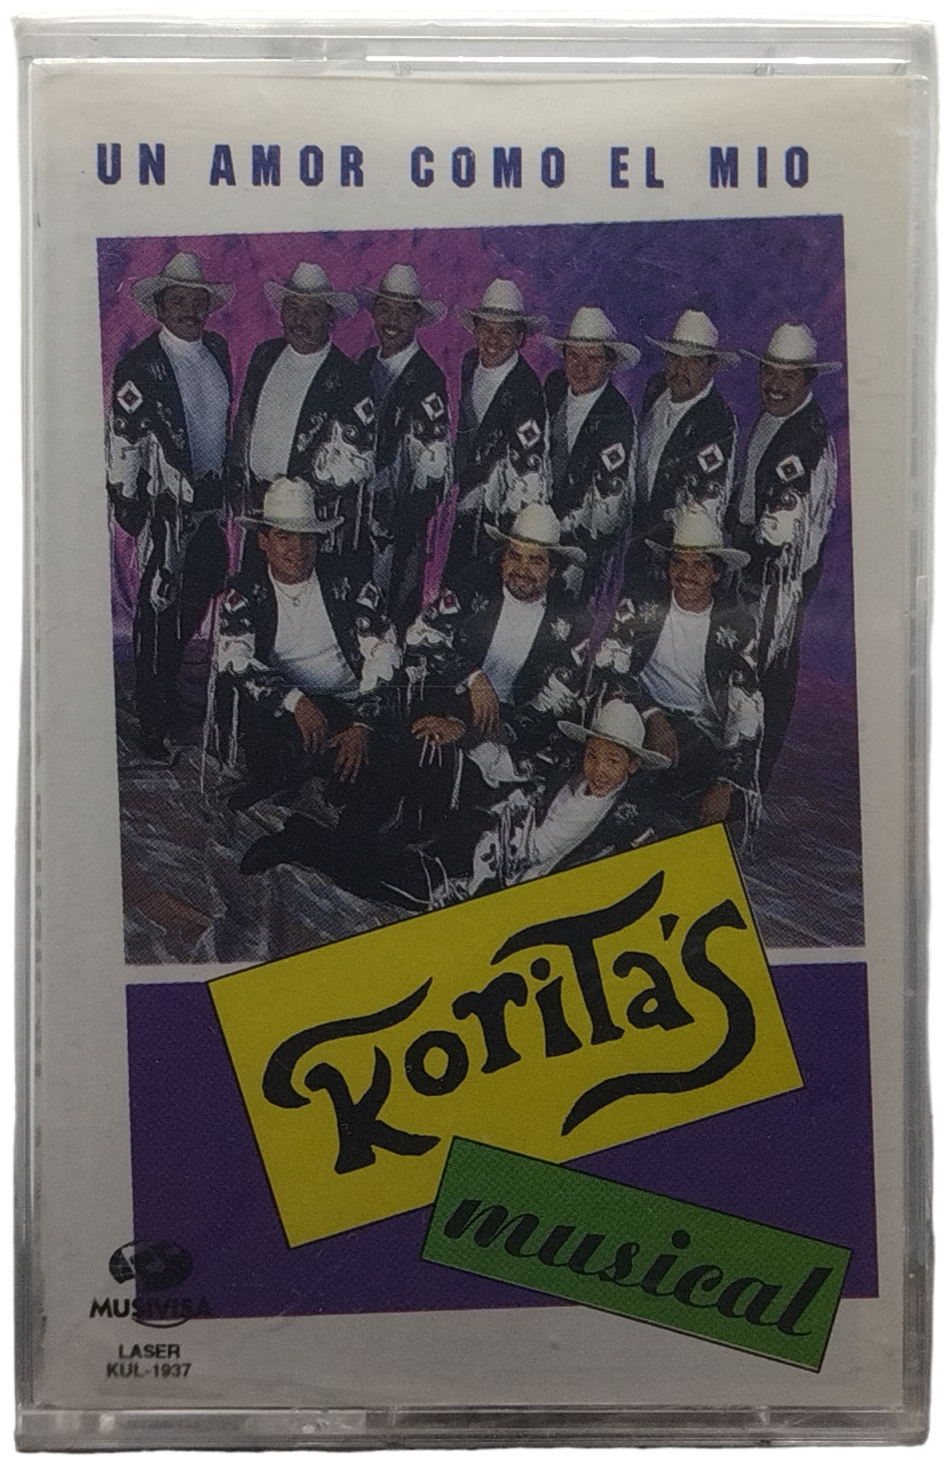 UN AMOR COMO EL MIO
Korita's
musical
MUSIVISA
LASER
KUL-1937